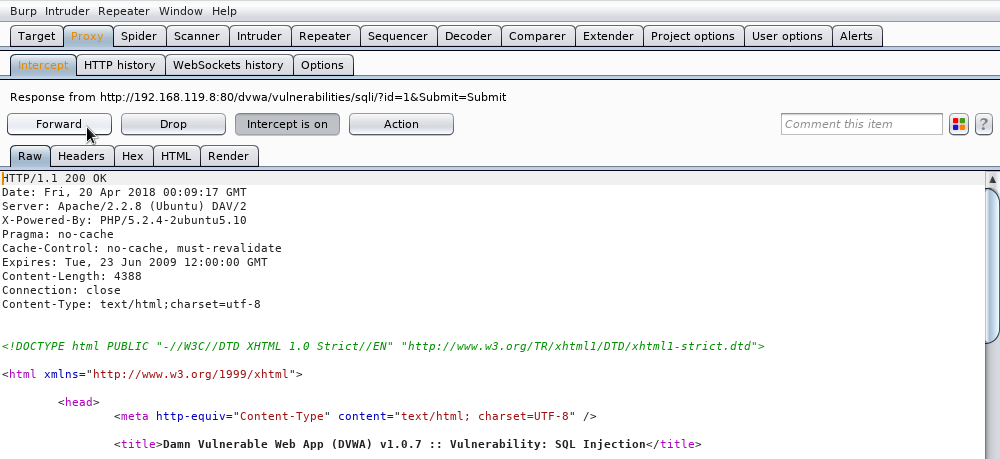 Burp Intruder Repeater Window Help
Target Proxy Spider Scanner Intruder Repeater Sequencer Decoder Comparer Extender Project options User options Alerts
Intercept HTTP history WebSockets history Options
Response from http://192.168.119.8:80/dvwa/vulnerabilities/sqli/?id=1&Submit=Submit
Forward Drop Intercept is on Action Comment this item ?
Raw Headers Hex HTML Render
HTTP/1.1 200 OK
Date: Fri, 20 Apr 2018 00:09:17 GMT
Server: Apache/2.2.8 (Ubuntu) DAV/2
X-Powered-By: PHP/5.2.4-2ubuntu5.10
Pragma: no-cache
Cache-Control: no-cache, must-revalidate
Expires: Tue, 23 Jun 2009 12:00:00 GMT
Content-Length: 4388
Connection: close
Content-Type: text/html;charset=utf-8
<!DOCTYPE html PUBLIC "-//W3C//DTD XHTML 1.0 Strict//EN" "http://www.w3.org/TR/xhtml1/DTD/xhtml1-strict.dtd">
<html xmlns="http://www.w3.org/1999/xhtml">
<head>
<meta http-equiv="Content-Type" content="text/html; charset=UTF-8" />
<title>Damn Vulnerable Web App (DVWA) v1.0.7 :: Vulnerability: SQL Injection</title>